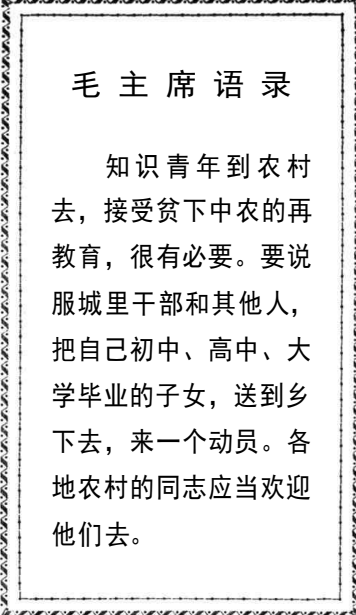 毛主席语录
知识青年到农村
去，接受贫下中农的再
教育，很有必要。要说
服城里干部和其他人，
把自己初中、高中、大
学毕业的子女，送到乡
下去，来一个动员。各
地农村的同志应当欢迎
他们去。